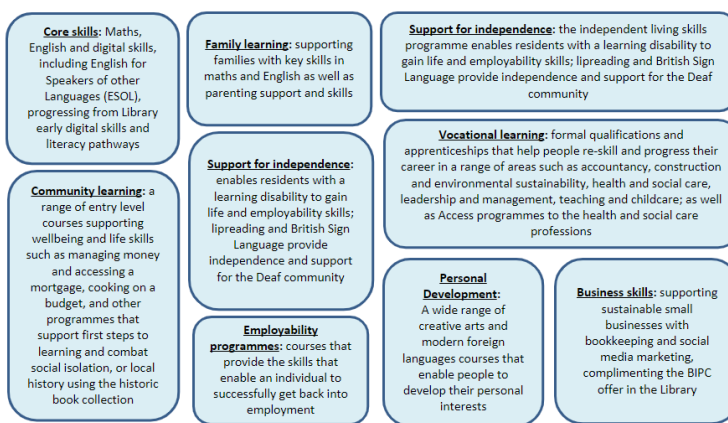 Core skills: Maths,
English and digital skills,
including English for
Speakers of other
Languages (ESOL),
progressing from Library
early digital skills and
literacy pathways
Family learning: supporting
families with key skills in
maths and English as well as
parenting support and skills
Support for independence: the independent living skills
programme enables residents with a learning disability to
gain life and employability skills; lipreading and British Sign
Language provide independence and support for the Deaf
community
Vocational learning: formal qualifications and
apprenticeships that help people re-skill and progress their
career in a range of areas such as accountancy, construction
and environmental sustainability, health and social care,
leadership and management, teaching and childcare; as well
as Access programmes to the health and social care
professions
Support for independence:
enables residents with a
learning disability to gain
life and employability skills;
lipreading and British Sign
Language provide
independence and support
for the Deaf community
Community learning: a
range of entry level
courses supporting
wellbeing and life skills
such as managing money
and accessing a
mortgage, cooking on a
budget, and other
programmes that
support first steps to
learning and combat
social isolation, or local
history using the historic
book collection
Employability
programmes: courses that
provide the skills that
enable an individual to
successfully get back into
employment
Personal
Development:
A wide range of
creative arts and
modern foreign
languages courses that
enable people to
develop their personal
interests
Business skills: supporting
sustainable small
businesses with
bookkeeping and social
media marketing,
complimenting the BIPC
offer in the Library